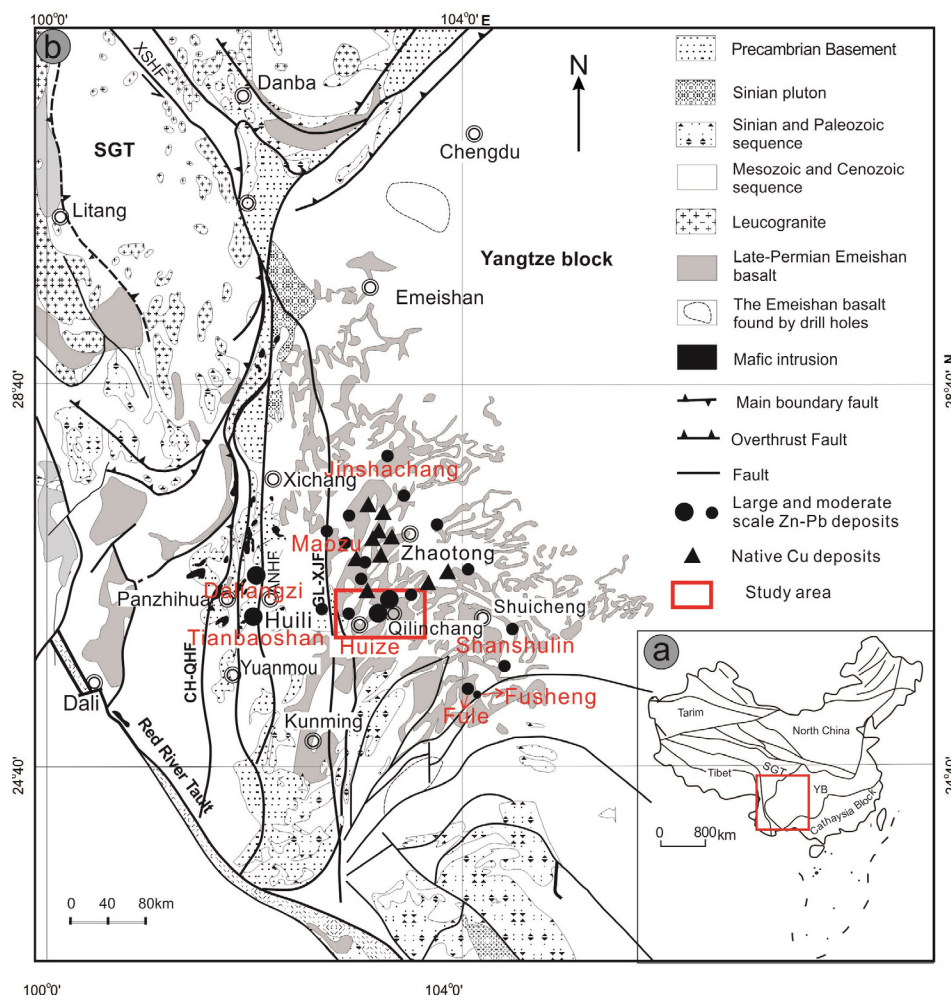 100°0'
104°0' E
b
XSHF
Danba
N
SGT
Chengdu
Litang
Yangtze block
Emeishan
28°40'
28°40' N
Jinshachang
Xichang
Maozu
Zhaotong
SL-XJF
Daliangzi
Panzhihua
Huili
Shuicheng
Qilinchang
Tianbaoshan
Huize
Shanshulin
Yuanmou
CH-QHF
Dali
Fusheng
Fule
Kunming
Red River fault
24°40'
24°40'
0 40 80km
100°0'
104°0'
Precambrian Basement
Sinian pluton
Sinian and Paleozoic
sequence
Mesozoic and Cenozoic
sequence
Leucogranite
Late-Permian Emeishan
basalt
The Emeishan basalt
found by drill holes
Mafic intrusion
Main boundary fault
Overthrust Fault
Fault
Large and moderate
scale Zn-Pb deposits
Native Cu deposits
Study area
a
Tarim
North China
Tibet
SGT
YB
Cathaysia Block
0 800km